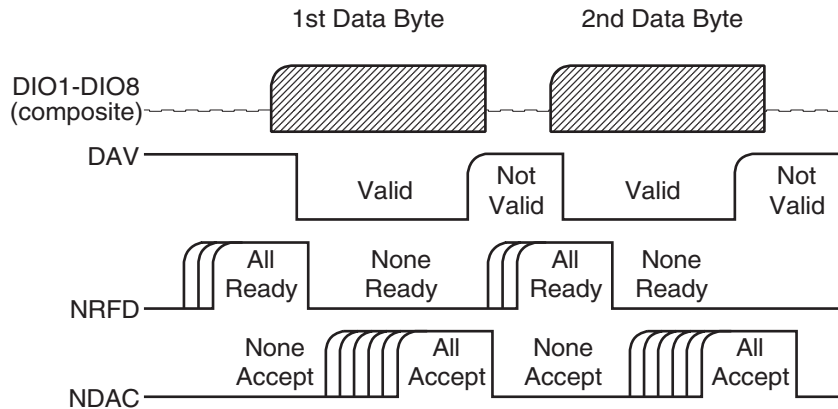 1st Data Byte 2nd Data Byte
DIO1-DIO8
(composite)
DAV
Valid
Not
Valid
Valid
Not
Valid
NRFD
All
Ready
None
Ready
All
Ready
None
Ready
NDAC
None
Accept
All
Accept
None
Accept
All
Accept